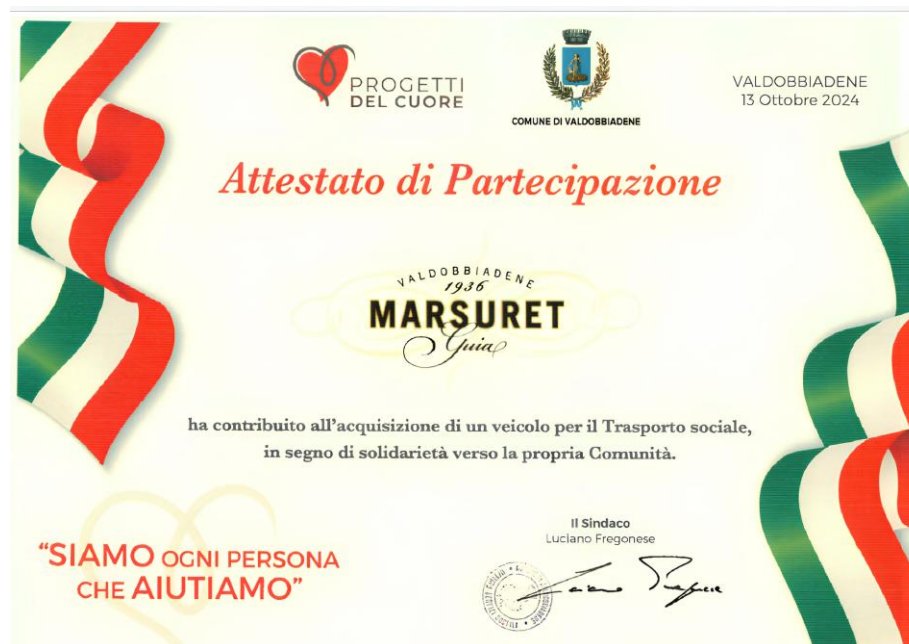 PROGETTI
DEL CUORE
COMUNE DI VALDOBBIADENE
VALDOBBIADENE
13 Ottobre 2024
Attestato di Partecipazione
VALDOBBIADENE
1936
MARSURET
Guia
ha contribuito all'acquisizione di un veicolo per il Trasporto sociale,
in segno di solidarietà verso la propria Comunità.
"SIAMO OGNI PERSONA
CHE AIUTIAMO"
Il Sindaco
Luciano Fregonese